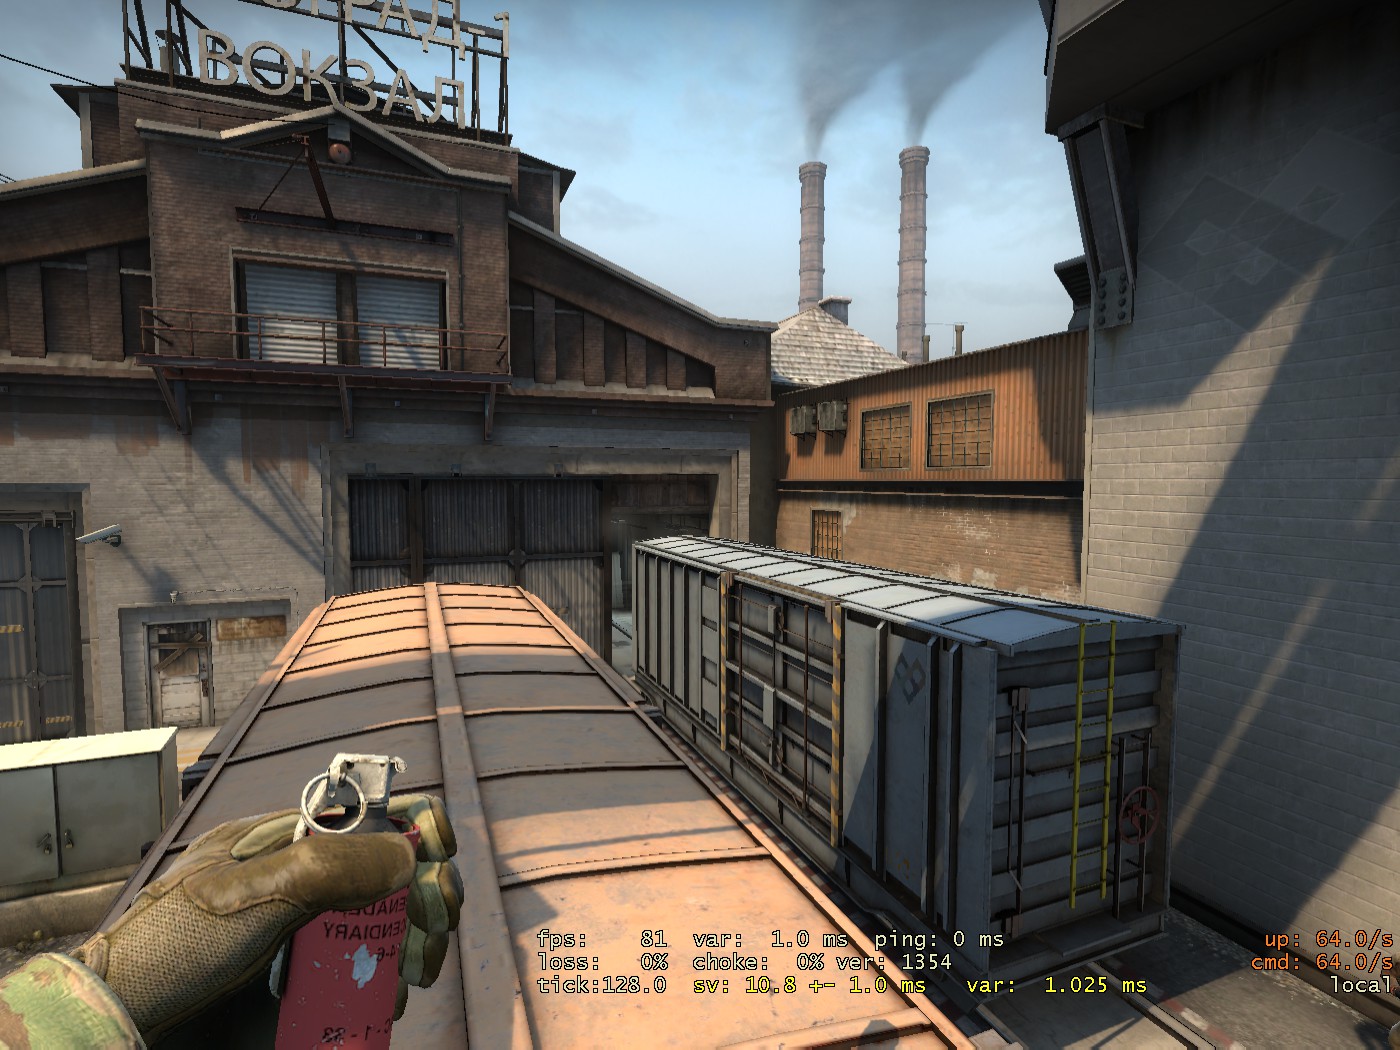 ВОКЗАЛ
INCENDIARY
fps: 81 var: 1.0 ms ping: 0 ms
loss: 0% choke: 0% ver: 1354
tick:128.0 sv: 10.8 +- 1.0 ms var: 1.025 ms
up: 64.0/s
cmd: 64.0/s
local